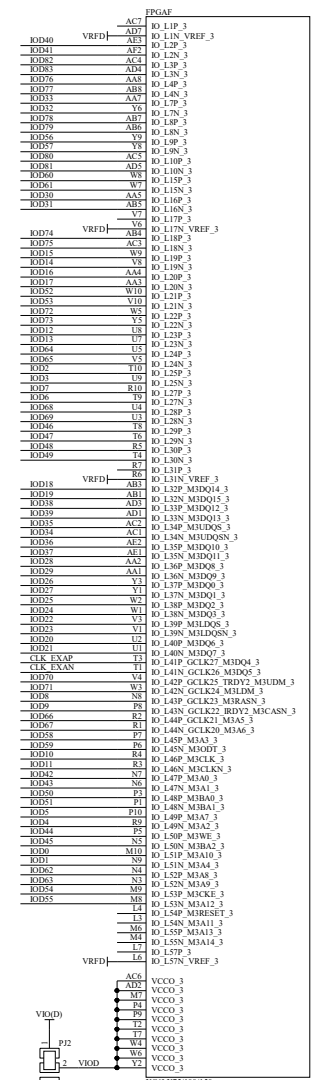 FPGAF
AC7 IO_L1P_3
VRFD AD7 IO_L1N_VREF_3
IOD40 AE3 IO_L2P_3
IOD41 AF2 IO_L2N_3
IOD82 AC4 IO_L3P_3
IOD83 AD4 IO_L3N_3
IOD76 AA8 IO_L4P_3
IOD77 AB8 IO_L4N_3
IOD33 AA7 IO_L7P_3
IOD32 Y6 IO_L7N_3
IOD78 AB7 IO_L8P_3
IOD79 AB6 IO_L8N_3
IOD56 Y9 IO_L9P_3
IOD57 Y8 IO_L9N_3
IOD80 AC5 IO_L10P_3
IOD81 AD5 IO_L10N_3
IOD60 W8 IO_L15P_3
IOD61 W7 IO_L15N_3
IOD30 AA5 IO_L16P_3
IOD31 AB5 IO_L16N_3
V7 IO_L17P_3
VRFD V6 IO_L17N_VREF_3
IOD74 AB4 IO_L18P_3
IOD75 AC3 IO_L18N_3
IOD15 W9 IO_L19P_3
IOD14 V8 IO_L19N_3
IOD16 AA4 IO_L20P_3
IOD17 AA3 IO_L20N_3
IOD52 W10 IO_L21P_3
IOD53 V10 IO_L21N_3
IOD72 W5 IO_L22P_3
IOD73 Y5 IO_L22N_3
IOD12 U8 IO_L23P_3
IOD13 U7 IO_L23N_3
IOD64 U5 IO_L24P_3
IOD65 V5 IO_L24N_3
IOD2 T10 IO_L25P_3
IOD3 U9 IO_L25N_3
IOD7 R10 IO_L27P_3
IOD6 T9 IO_L27N_3
IOD68 U4 IO_L28P_3
IOD69 U3 IO_L28N_3
IOD46 T8 IO_L29P_3
IOD47 T6 IO_L29N_3
IOD48 R5 IO_L30P_3
IOD49 T4 IO_L30N_3
R7 IO_L31P_3
VRFD R6 IO_L31N_VREF_3
IOD18 AB3 IO_L32P_M3DQ14_3
IOD19 AB1 IO_L32N_M3DQ15_3
IOD38 AD3 IO_L33P_M3DQ12_3
IOD39 AD1 IO_L33N_M3DQ13_3
IOD35 AC2 IO_L34P_M3UDQS_3
IOD34 AC1 IO_L34N_M3UDQSN_3
IOD36 AE2 IO_L35P_M3DQ10_3
IOD37 AE1 IO_L35N_M3DQ11_3
IOD28 AA2 IO_L36P_M3DQ8_3
IOD29 AA1 IO_L36N_M3DQ9_3
IOD26 Y3 IO_L37P_M3DQ0_3
IOD27 Y1 IO_L37N_M3DQ1_3
IOD25 W2 IO_L38P_M3DQ2_3
IOD24 W1 IO_L38N_M3DQ3_3
IOD22 V3 IO_L39P_M3LDQS_3
IOD23 V1 IO_L39N_M3LDQSN_3
IOD20 U2 IO_L40P_M3DQ6_3
IOD21 U1 IO_L40N_M3DQ7_3
CLK_EXAP T3 IO_L41P_GCLK27_M3DQ4_3
CLK_EXAN T1 IO_L41N_GCLK26_M3DQ5_3
IOD70 V4 IO_L42P_GCLK25_TRDY2_M3UDM_3
IOD71 W3 IO_L42N_GCLK24_M3LDM_3
IOD8 N8 IO_L43P_GCLK23_M3RASN_3
IOD9 P8 IO_L43N_GCLK22_IRDY2_M3CASN_3
IOD66 R2 IO_L44P_GCLK21_M3A5_3
IOD67 R1 IO_L44N_GCLK20_M3A6_3
IOD58 P7 IO_L45P_M3A3_3
IOD59 P6 IO_L45N_M3ODT_3
IOD10 R4 IO_L46P_M3CLK_3
IOD11 R3 IO_L46N_M3CLKN_3
IOD42 N7 IO_L47P_M3A0_3
IOD43 N6 IO_L47N_M3A1_3
IOD50 P3 IO_L48P_M3BA0_3
IOD51 P1 IO_L48N_M3BA1_3
IOD5 P10 IO_L49P_M3A7_3
IOD4 R9 IO_L49N_M3A2_3
IOD44 P5 IO_L50P_M3WE_3
IOD45 N5 IO_L50N_M3BA2_3
IOD0 M10 IO_L51P_M3A10_3
IOD1 N9 IO_L51N_M3A4_3
IOD62 N4 IO_L52P_M3A8_3
IOD63 N3 IO_L52N_M3A9_3
IOD54 M9 IO_L53P_M3CKE_3
IOD55 M8 IO_L53N_M3A12_3
L4 IO_L54P_M3RESET_3
L3 IO_L54N_M3A11_3
M6 IO_L55P_M3A13_3
M4 IO_L55N_M3A14_3
L7 IO_L57P_3
VRFD L6 IO_L57N_VREF_3
AC6 VCCO_3
AD2 VCCO_3
M7 VCCO_3
P4 VCCO_3
P9 VCCO_3
VIO(D) T2 VCCO_3
T7 VCCO_3
1 PJ2 W4 VCCO_3
W6 VCCO_3
2 VIOD Y2 VCCO_3